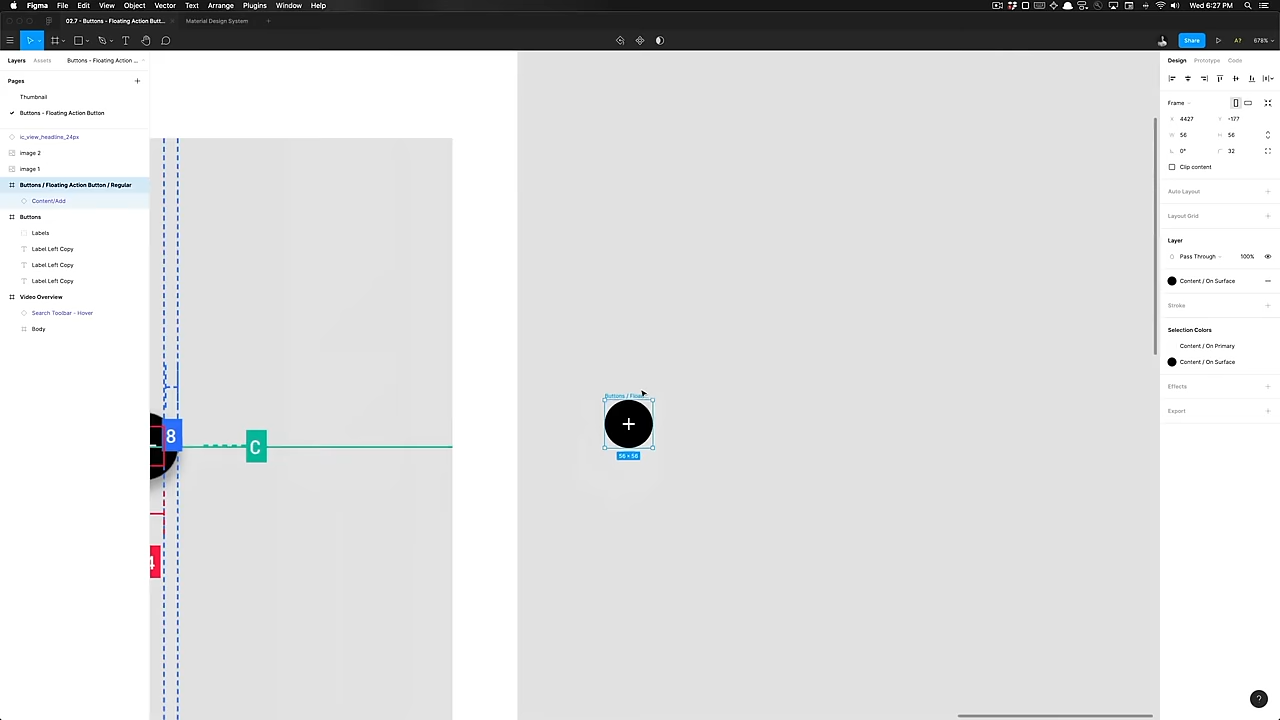 Figma File Edit View Object Vector Text Arrange Plugins Window Help Wed 6:27 PM
02.7 - Buttons - Floating Action Butt... Material Design System
Share A? 678%
Layers Assets Buttons - Floating Action ...
Pages
Thumbnail
Buttons - Floating Action Button
ic_view_headline_24px
image 2
image 1
Buttons / Floating Action Button / Regular
Content/Add
Buttons
Labels
Label Left Copy
Label Left Copy
Label Left Copy
Video Overview
Search Toolbar - Hover
Body
8
C
4
Buttons / Float...
56 × 56
Design Prototype Code
Frame
X 4427 Y -177
W 56 H 56
0° 32
Clip content
Auto Layout
Layout Grid
Layer
Pass Through 100%
Content / On Surface
Stroke
Selection Colors
Content / On Primary
Content / On Surface
Effects
Export
?